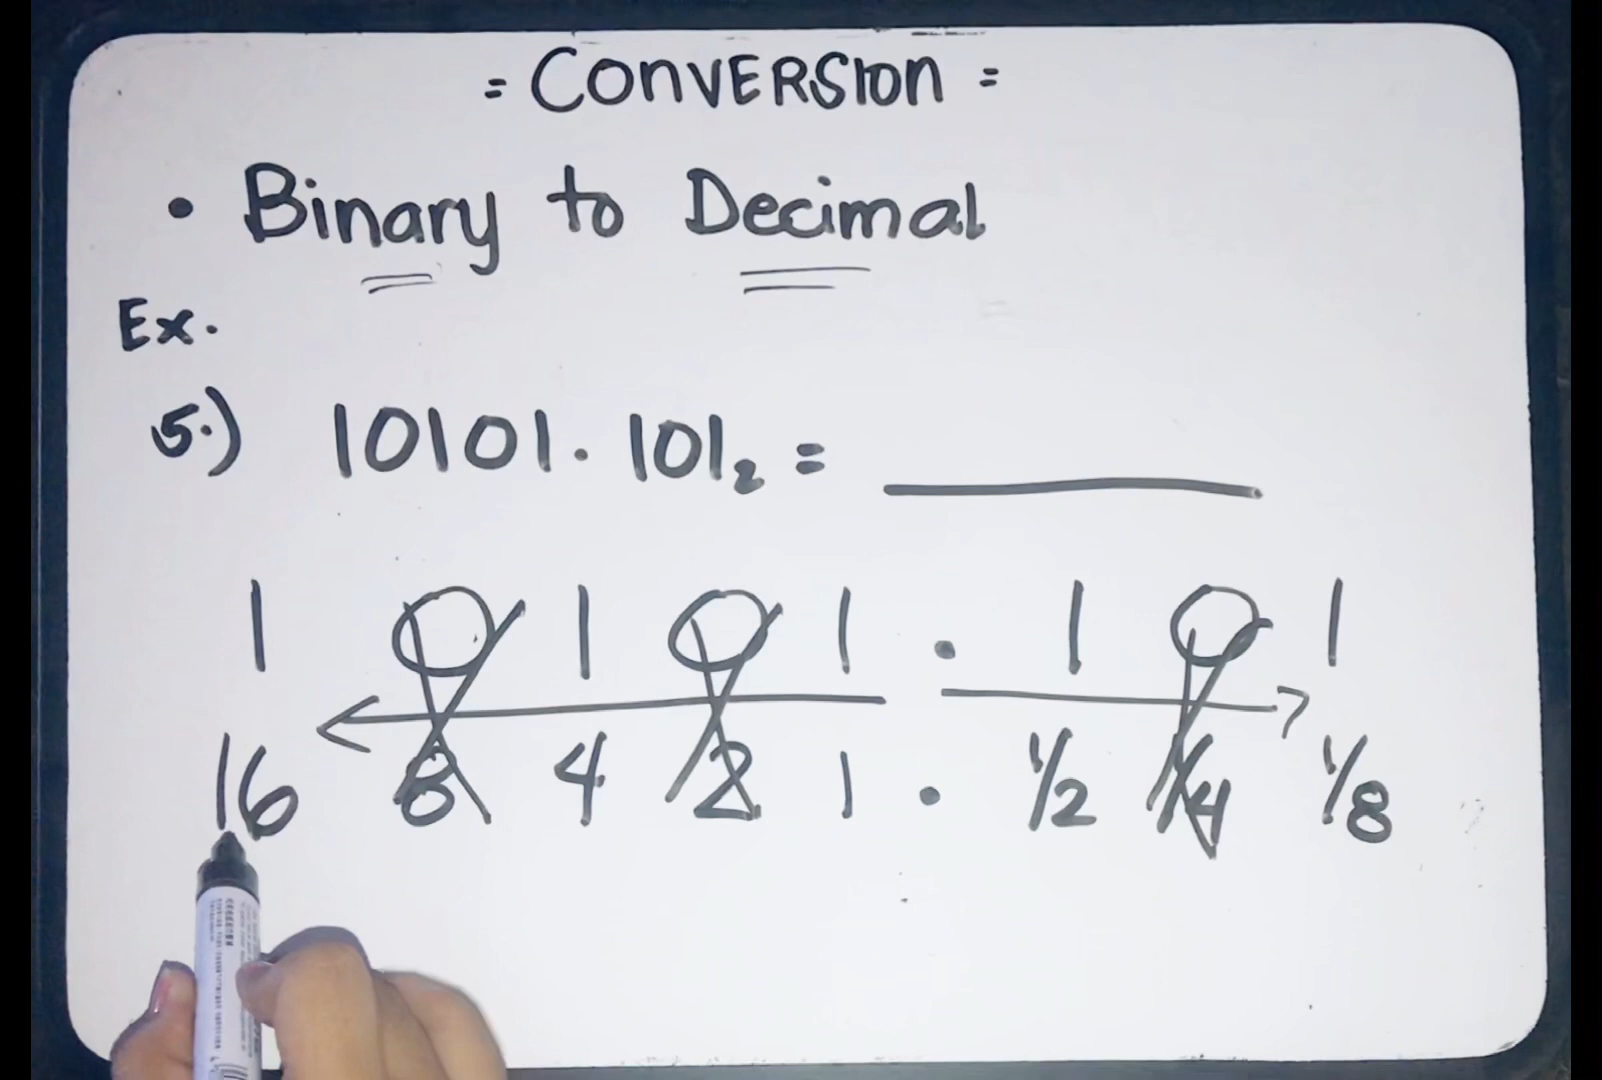 = CONVERSION =
• Binary to Decimal
Ex.
5.) 10101.101₂ = ________
1 0 1 0 1 . 1 0 1
16 8 4 2 1 . 1/2 1/4 1/8